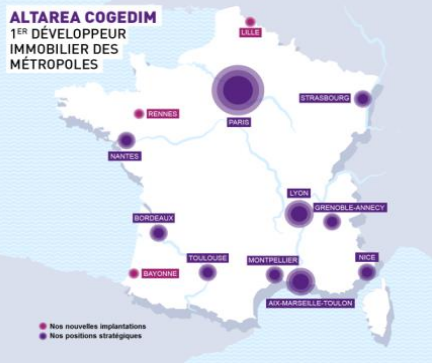 ALTAREA COGEDIM
1ER DÉVELOPPEUR
IMMOBILIER DES
MÉTROPOLES
LILLE
STRASBOURG
RENNES
PARIS
NANTES
LYON
GRENOBLE-ANNECY
BORDEAUX
TOULOUSE
MONTPELLIER
NICE
BAYONNE
AIX-MARSEILLE-TOULON
Nos nouvelles implantations
Nos positions stratégiques